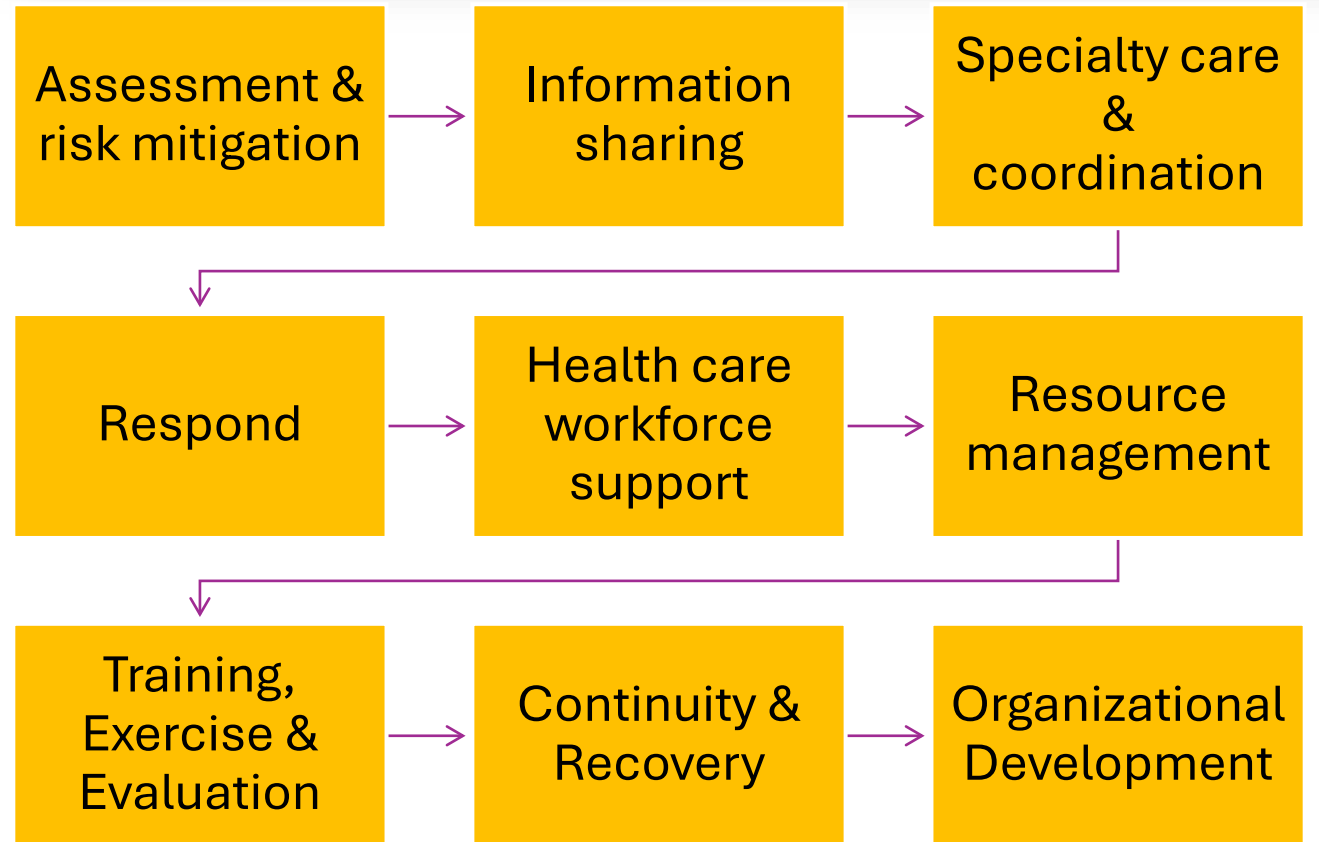 Assessment &
risk mitigation
Information
sharing
Specialty care
&
coordination
Respond
Health care
workforce
support
Resource
management
Training,
Exercise &
Evaluation
Continuity &
Recovery
Organizational
Development